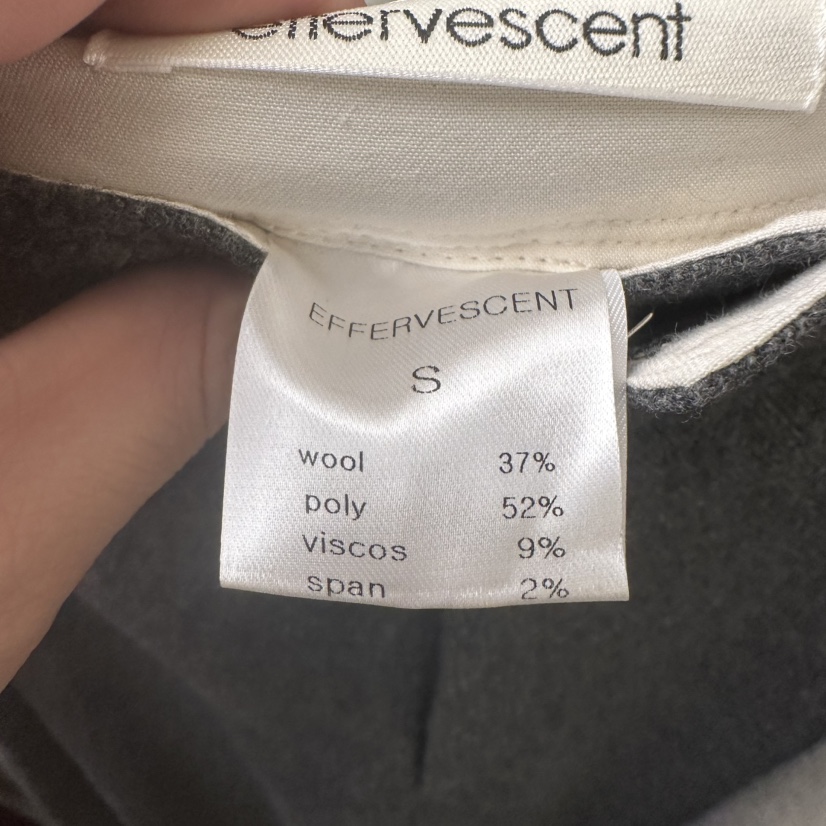 effervescent
EFFERVESCENT
S
wool 37%
poly 52%
viscos 9%
span 2%